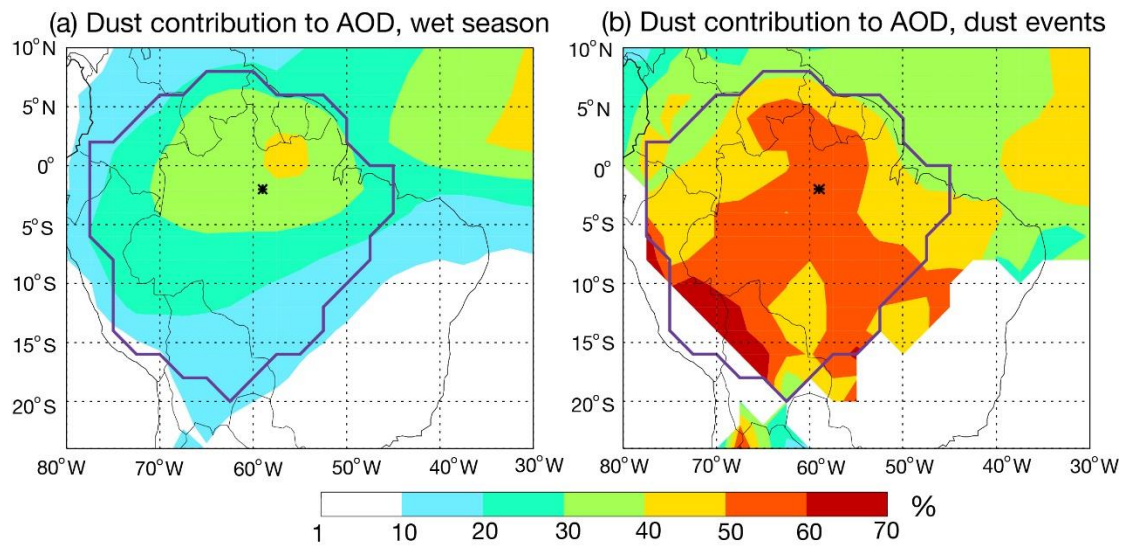 (a) Dust contribution to AOD, wet season
(b) Dust contribution to AOD, dust events
10°N
5°N
0°
5°S
10°S
15°S
20°S
80°W 70°W 60°W 50°W 40°W 30°W
10°N
5°N
0°
5°S
10°S
15°S
20°S
80°W 70°W 60°W 50°W 40°W 30°W
1 10 20 30 40 50 60 70 %